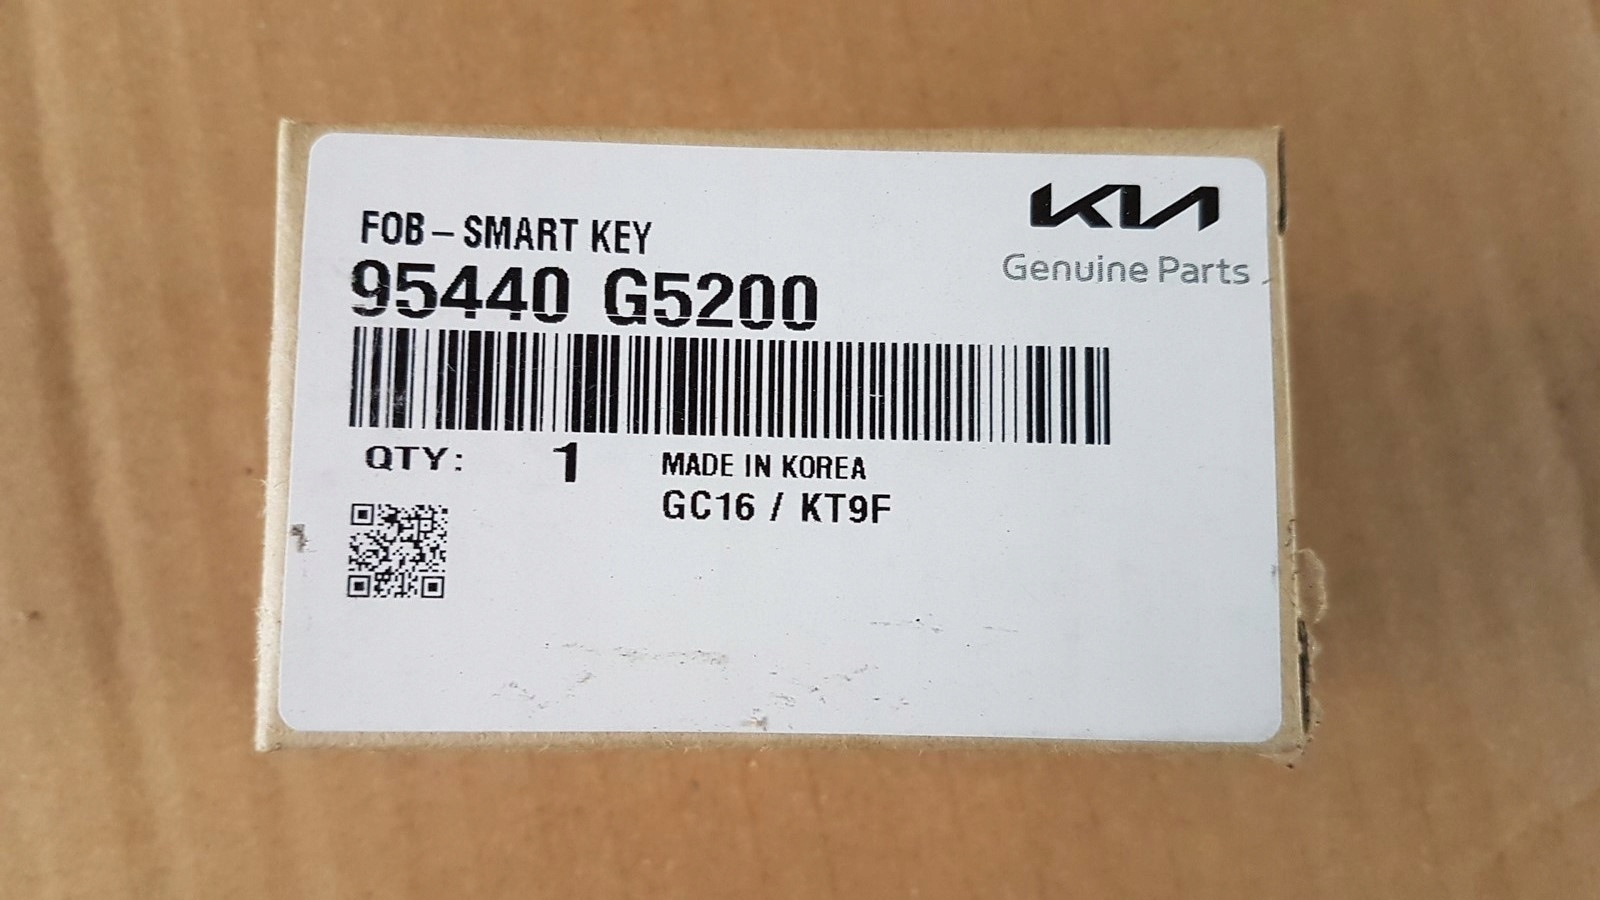 KIA
Genuine Parts
FOB – SMART KEY
95440 G5200
QTY: 1
MADE IN KOREA
GC16 / KT9F